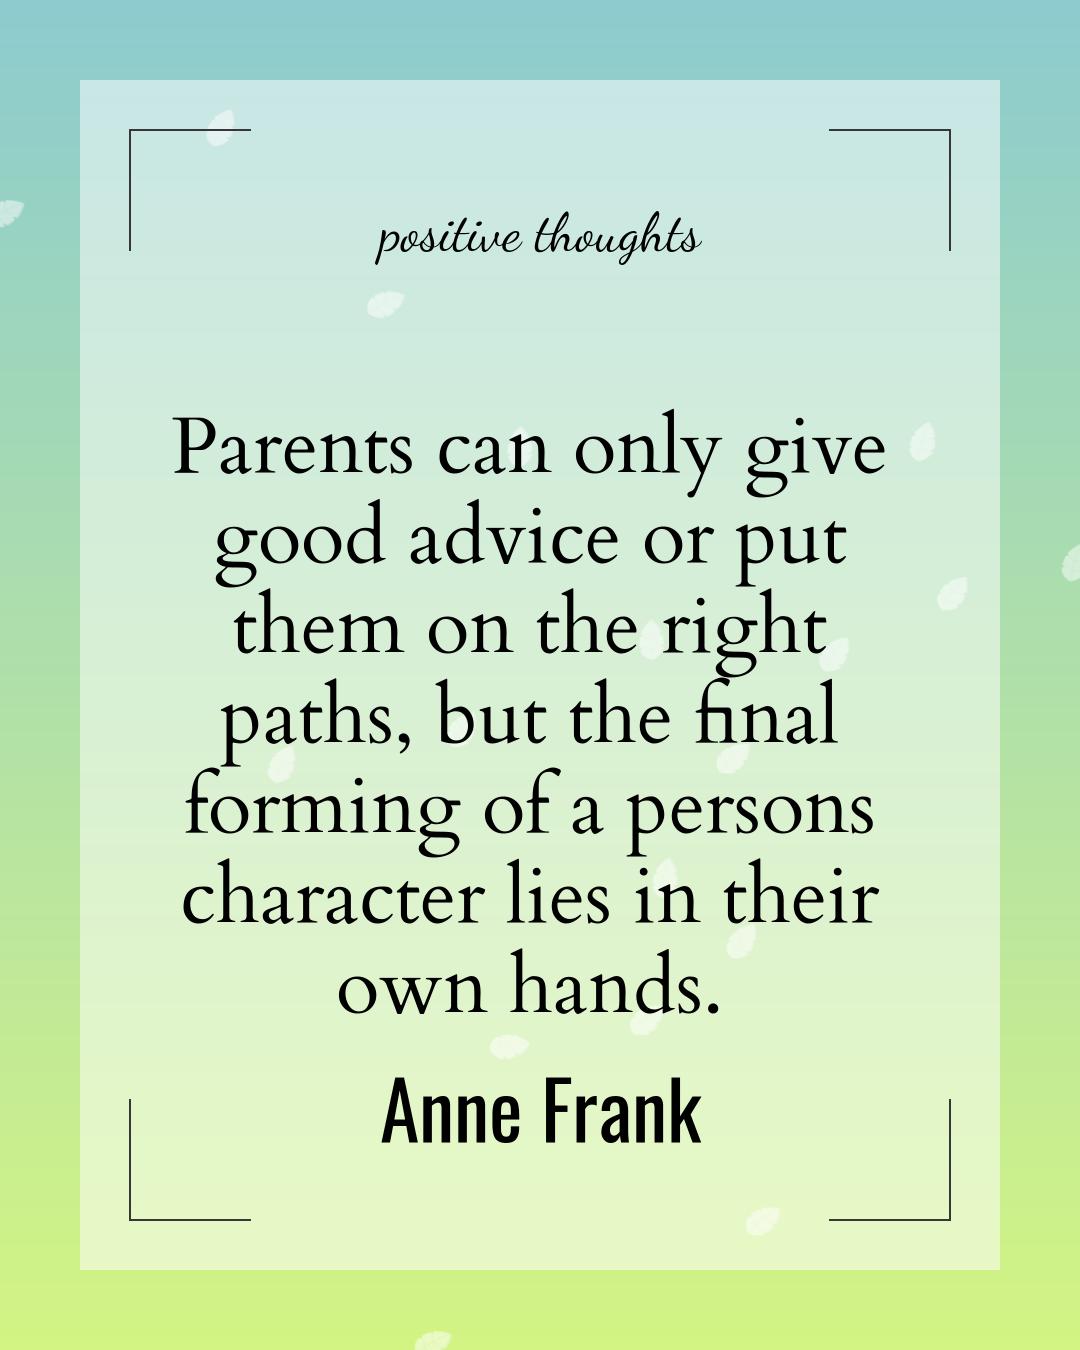 positive thoughts
Parents can only give
good advice or put
them on the right
paths, but the final
forming of a persons
character lies in their
own hands.
Anne Frank